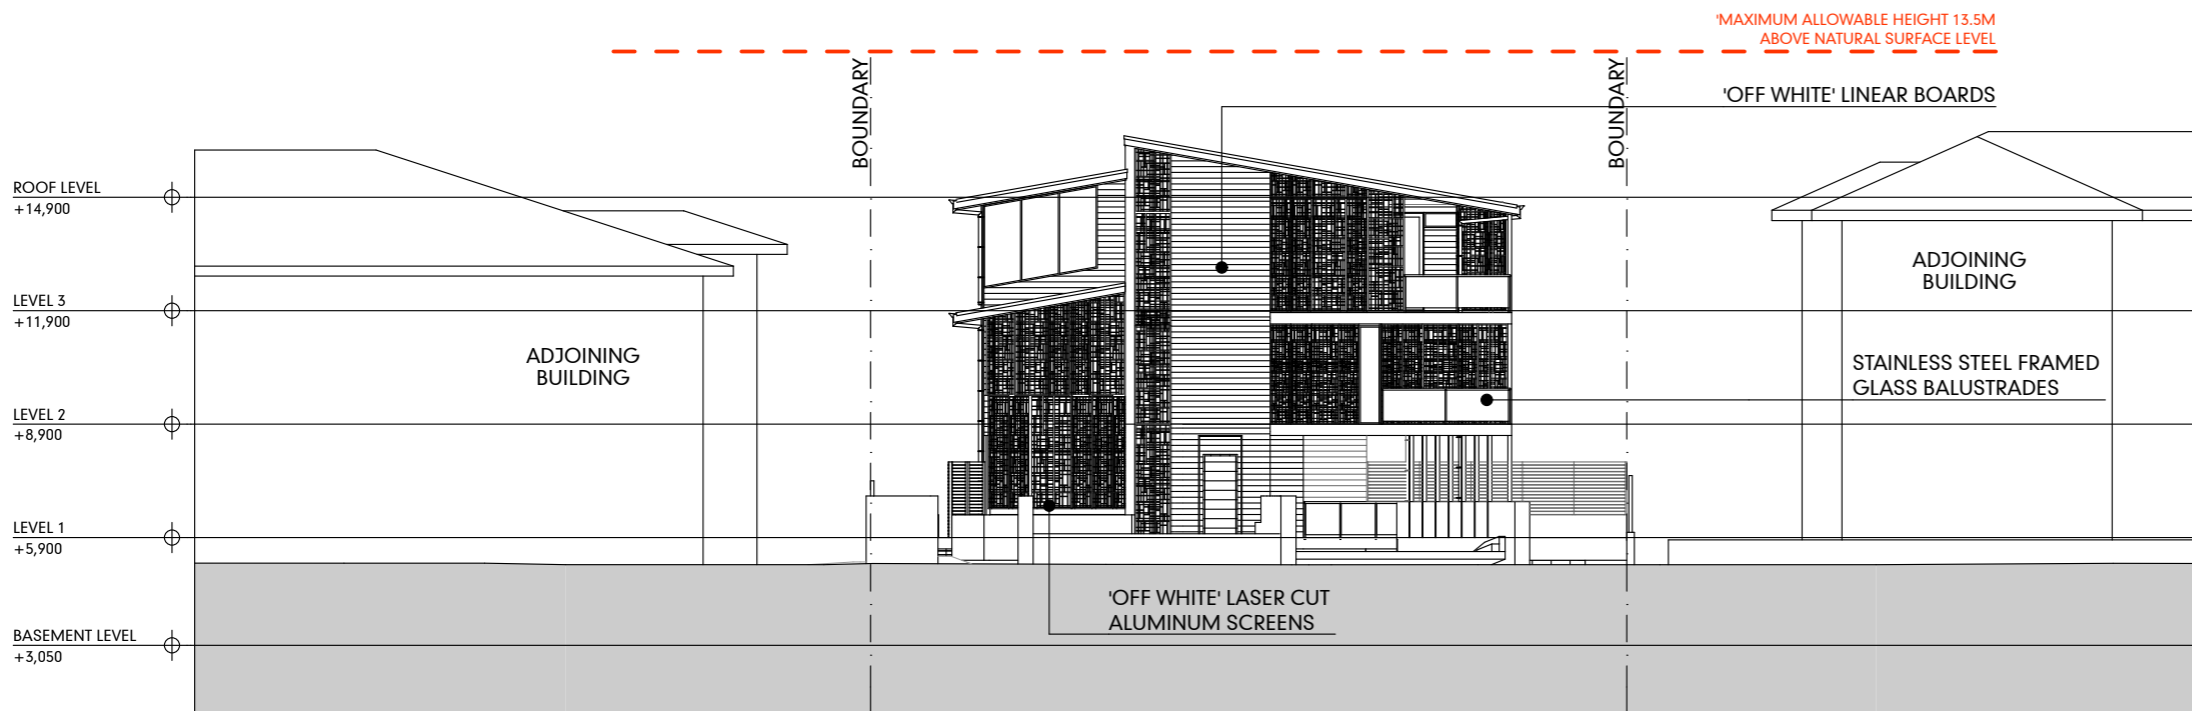 'MAXIMUM ALLOWABLE HEIGHT 13.5M
ABOVE NATURAL SURFACE LEVEL
BOUNDARY
BOUNDARY
'OFF WHITE' LINEAR BOARDS
ROOF LEVEL
+14,900
ADJOINING
BUILDING
LEVEL 3
+11,900
ADJOINING
BUILDING
STAINLESS STEEL FRAMED
GLASS BALUSTRADES
LEVEL 2
+8,900
LEVEL 1
+5,900
'OFF WHITE' LASER CUT
ALUMINUM SCREENS
BASEMENT LEVEL
+3,050